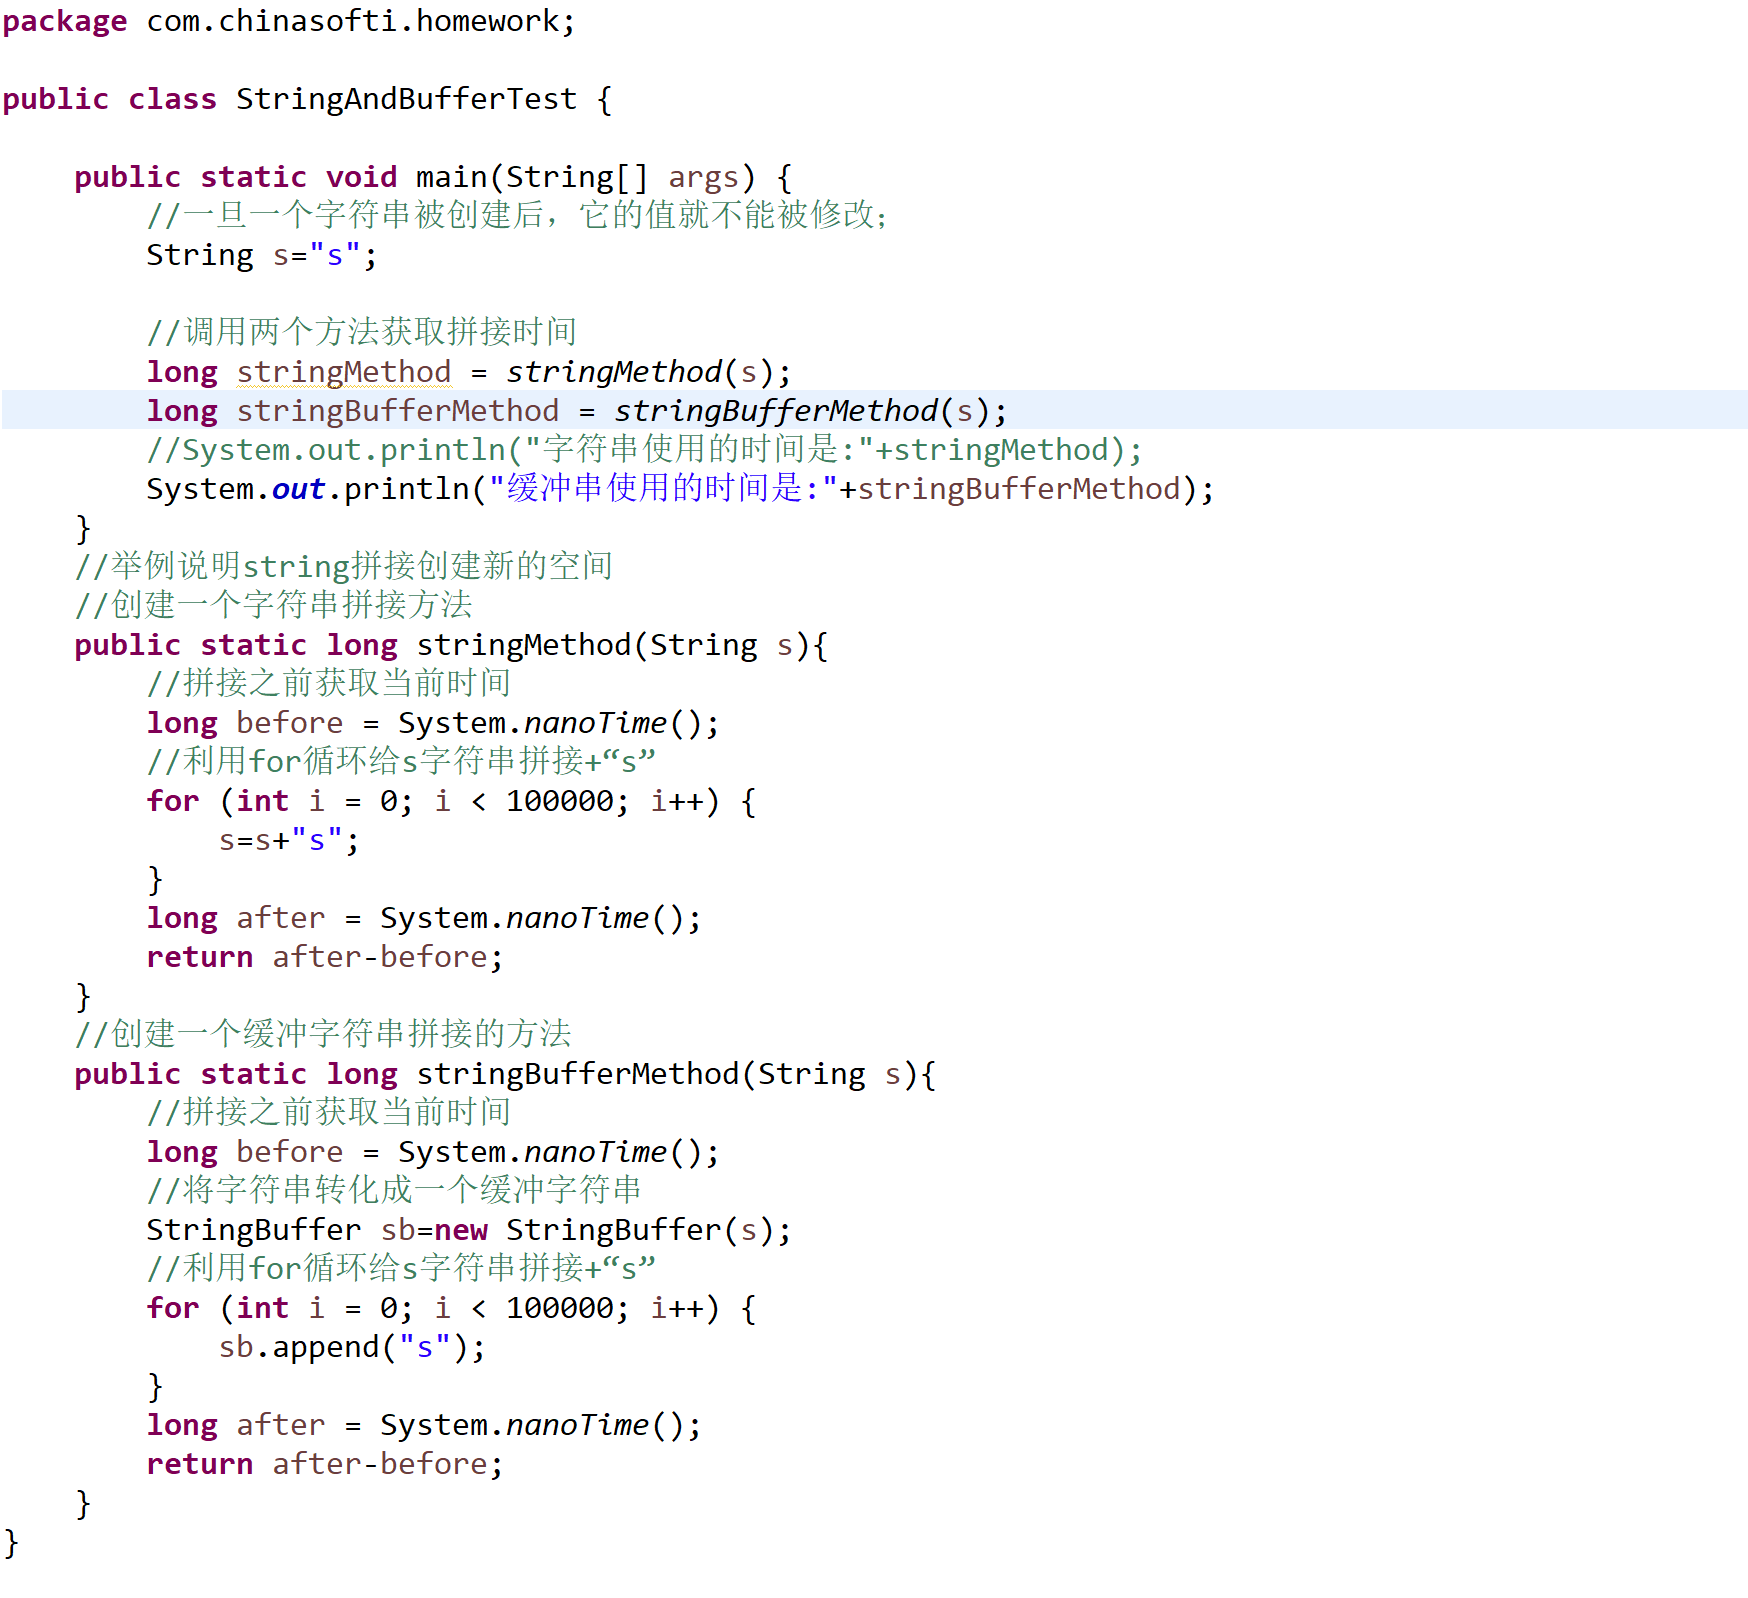 package com.chinasofti.homework;
public class StringAndBufferTest {
public static void main(String[] args) {
//一旦一个字符串被创建后，它的值就不能被修改;
String s="s";
//调用两个方法获取拼接时间
long stringMethod = stringMethod(s);
long stringBufferMethod = stringBufferMethod(s);
//System.out.println("字符串使用的时间是:"+stringMethod);
System.out.println("缓冲串使用的时间是:"+stringBufferMethod);
}
//举例说明string拼接创建新的空间
//创建一个字符串拼接方法
public static long stringMethod(String s){
//拼接之前获取当前时间
long before = System.nanoTime();
//利用for循环给s字符串拼接+“s”
for (int i = 0; i < 100000; i++) {
s=s+"s";
}
long after = System.nanoTime();
return after-before;
}
//创建一个缓冲字符串拼接的方法
public static long stringBufferMethod(String s){
//拼接之前获取当前时间
long before = System.nanoTime();
//将字符串转化成一个缓冲字符串
StringBuffer sb=new StringBuffer(s);
//利用for循环给s字符串拼接+“s”
for (int i = 0; i < 100000; i++) {
sb.append("s");
}
long after = System.nanoTime();
return after-before;
}
}